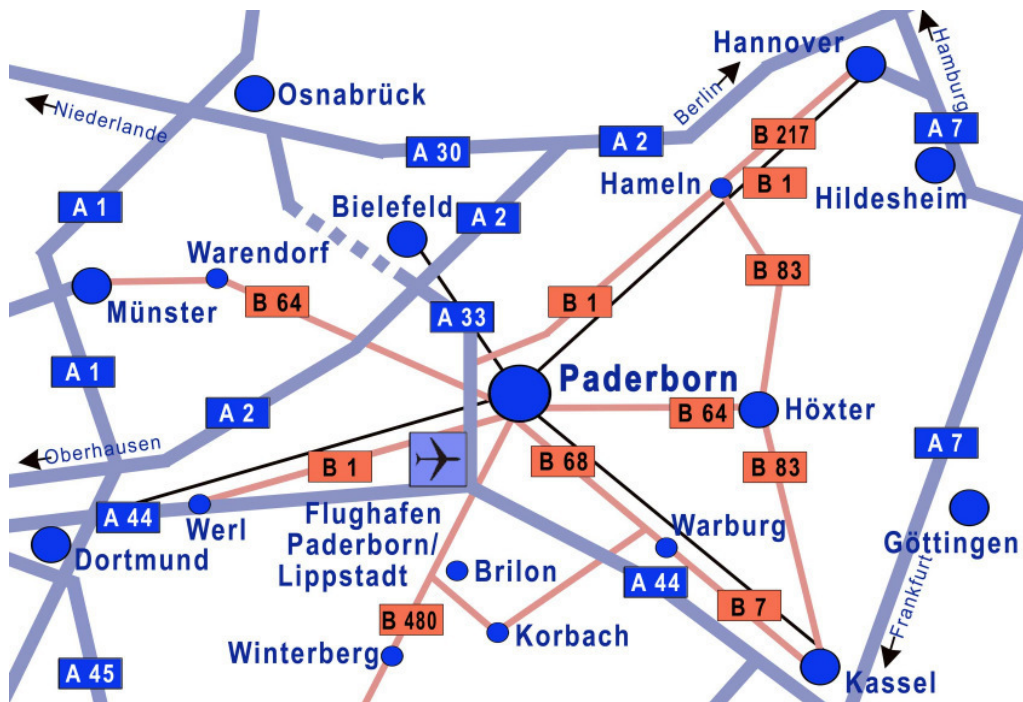 Hannover
Hamburg
Osnabrück
Niederlande
Berlin
A 30
A 2
B 217
A 7
Hameln
B 1
Hildesheim
A 1
Bielefeld
A 2
Warendorf
B 83
Münster
B 64
B 1
A 33
A 1
Paderborn
A 2
B 64
Höxter
Oberhausen
A 7
B 1
B 68
B 83
A 44
Werl
Flughafen
Paderborn/
Lippstadt
Warburg
Göttingen
Dortmund
Brilon
A 44
B 7
Frankfurt
B 480
Korbach
Winterberg
A 45
Kassel